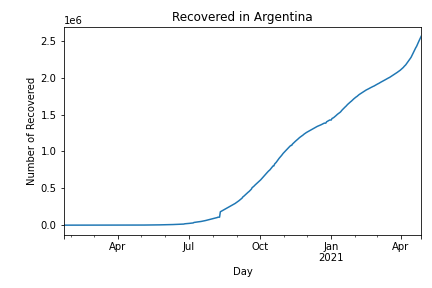 Recovered in Argentina
1e6
2.5
2.0
1.5
1.0
0.5
0.0
Number of Recovered
Apr
Jul
Oct
Jan
2021
Apr
Day